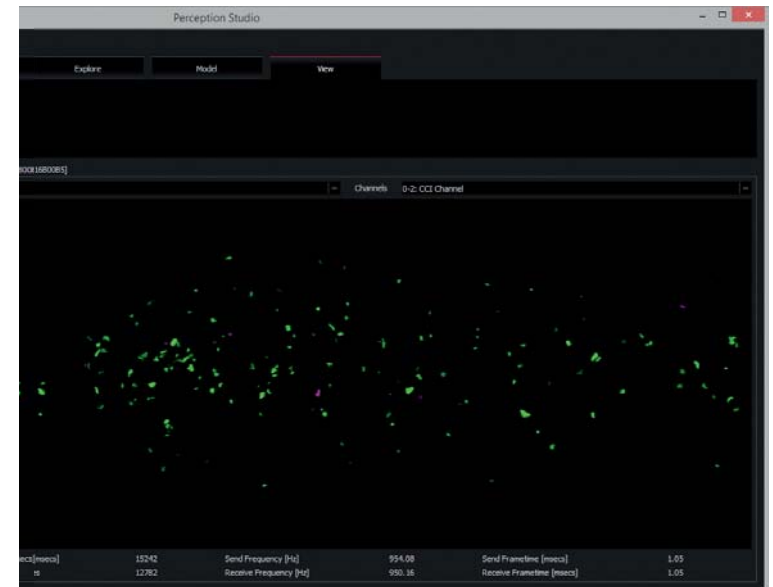 Perception Studio
Explore Model View
Channels 0-2: CCI Channel
15242 Send Frequency [Hz] 954.08 Send Frametime [msecs] 1.05
12782 Receive Frequency [Hz] 950.16 Receive Frametime [msecs] 1.05